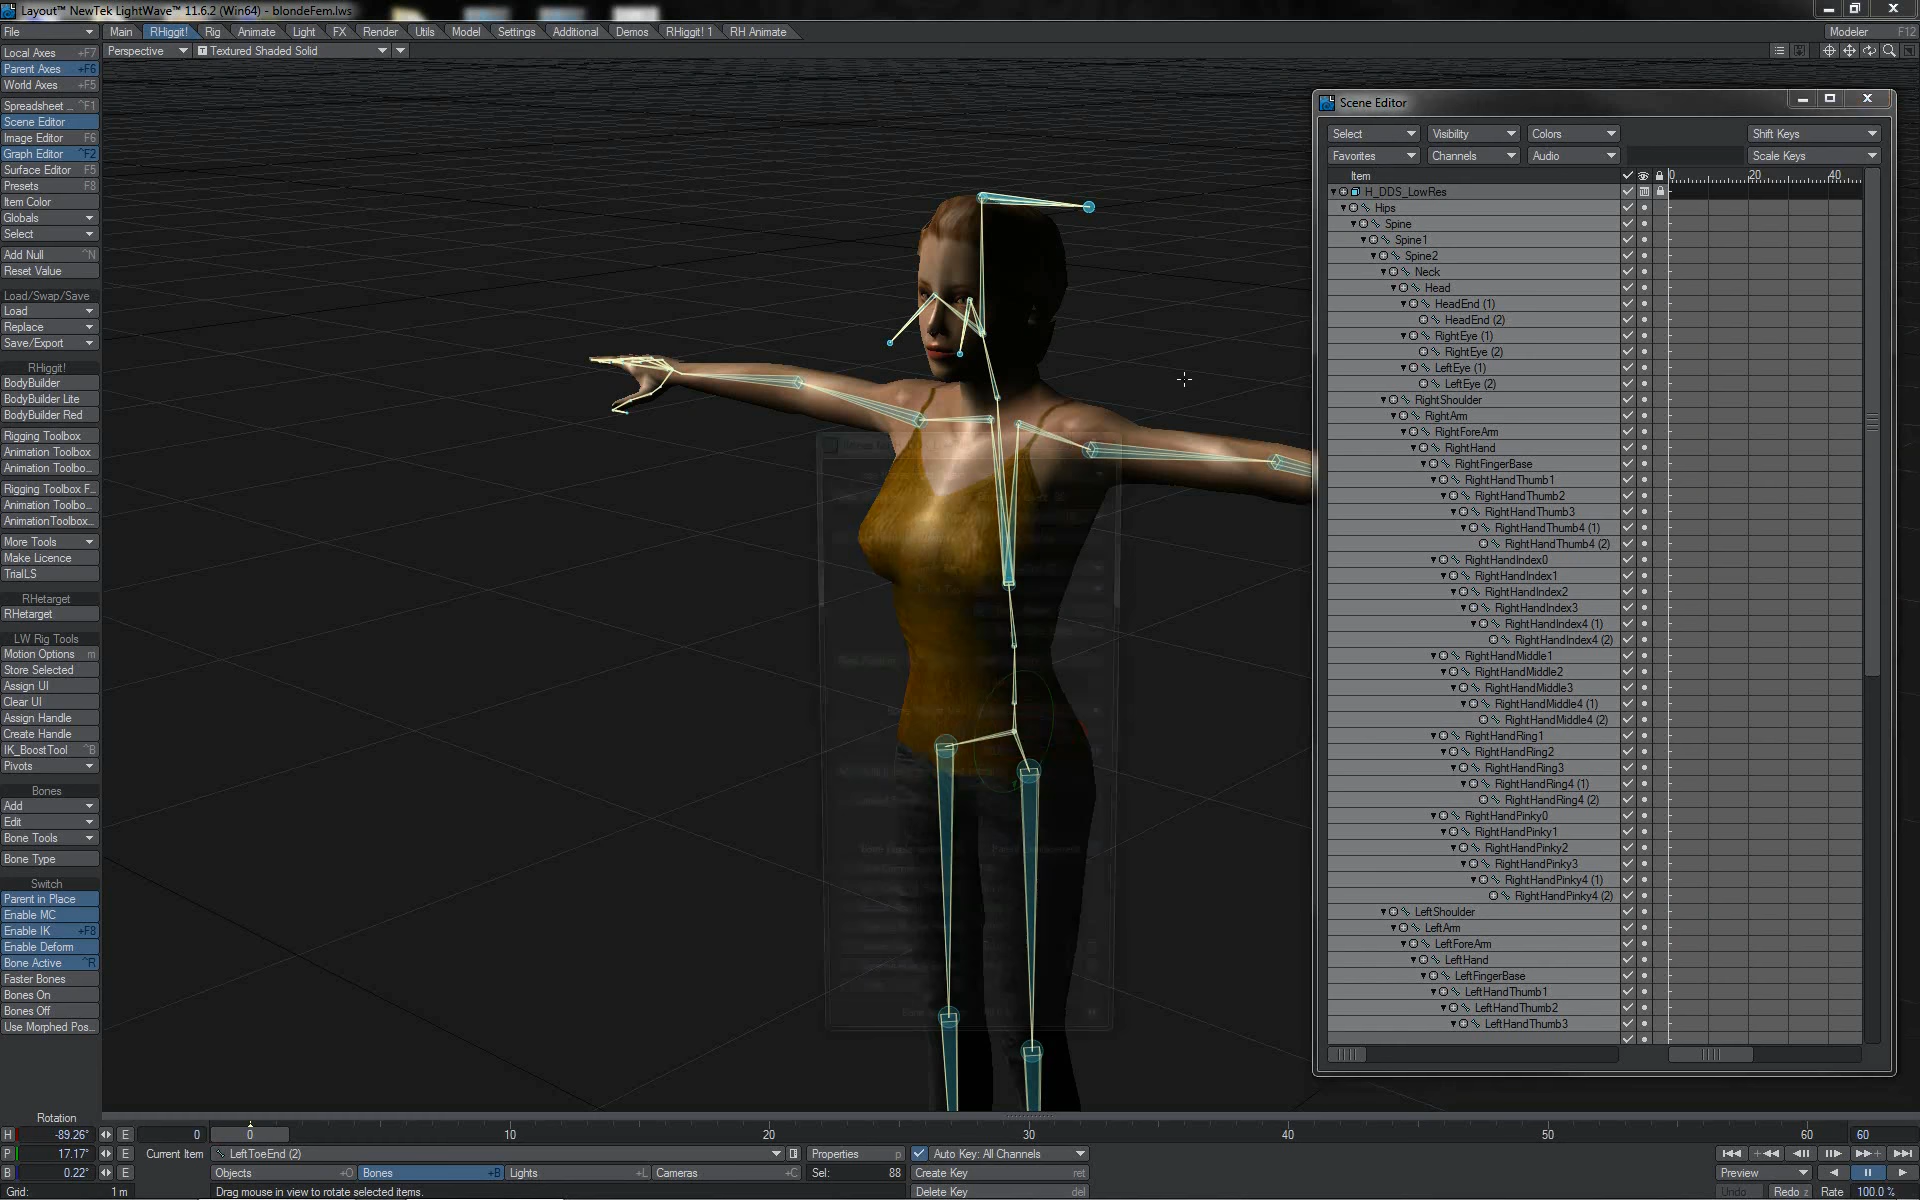 Layout™ NewTek LightWave™ 11.6.2 (Win64) - blondeFem.lws
File Main RHiggit! Rig Animate Light FX Render Utils Model Settings Additional Demos RHiggit! 1 RH Animate Modeler F12
Local Axes +F7 Perspective T Textured Shaded Solid
Parent Axes +F6
World Axes +F5
Spreadsheet ... ^F1
Scene Editor
Image Editor F6
Graph Editor ^F2
Surface Editor F5
Presets F8
Item Color
Globals
Select
Add Null ^N
Reset Value
Load/Swap/Save
Load
Replace
Save/Export
RHiggit!
BodyBuilder
BodyBuilder Lite
BodyBuilder Red
Rigging Toolbox
Animation Toolbox
Animation Toolbo...
Rigging Toolbox F...
Animation Toolbo...
AnimationToolbox...
More Tools
Make Licence
TrialLS
RHetarget
RHetarget
LW Rig Tools
Motion Options m
Store Selected
Assign UI
Clear UI
Assign Handle
Create Handle
IK_BoostTool ^B
Pivots
Bones
Add
Edit
Bone Tools
Bone Type
Switch
Parent in Place
Enable MC
Enable IK +F8
Enable Deform
Bone Active ^R
Faster Bones
Bones On
Bones Off
Use Morphed Pos...
Scene Editor
Select Visibility Colors Shift Keys
Favorites Channels Audio Scale Keys
Item 0 20 40
H_DDS_LowRes
Hips
Spine
Spine1
Spine2
Neck
Head
HeadEnd (1)
HeadEnd (2)
RightEye (1)
RightEye (2)
LeftEye (1)
LeftEye (2)
RightShoulder
RightArm
RightForeArm
RightHand
RightFingerBase
RightHandThumb1
RightHandThumb2
RightHandThumb3
RightHandThumb4 (1)
RightHandThumb4 (2)
RightHandIndex0
RightHandIndex1
RightHandIndex2
RightHandIndex3
RightHandIndex4 (1)
RightHandIndex4 (2)
RightHandMiddle1
RightHandMiddle2
RightHandMiddle3
RightHandMiddle4 (1)
RightHandMiddle4 (2)
RightHandRing1
RightHandRing2
RightHandRing3
RightHandRing4 (1)
RightHandRing4 (2)
RightHandPinky0
RightHandPinky1
RightHandPinky2
RightHandPinky3
RightHandPinky4 (1)
RightHandPinky4 (2)
LeftShoulder
LeftArm
LeftForeArm
LeftHand
LeftFingerBase
LeftHandThumb1
LeftHandThumb2
LeftHandThumb3
Rotation
H -89.26° E 0 0 10 20 30 40 50 60 60
P 17.17° E Current Item LeftToeEnd (2) Properties p Auto Key: All Channels
B 0.22° E Objects +O Bones +B Lights +L Cameras +C Sel: 88 Create Key ret Preview
Grid: 1 m Drag mouse in view to rotate selected items. Delete Key del Undo Redo z Rate 100.0 %